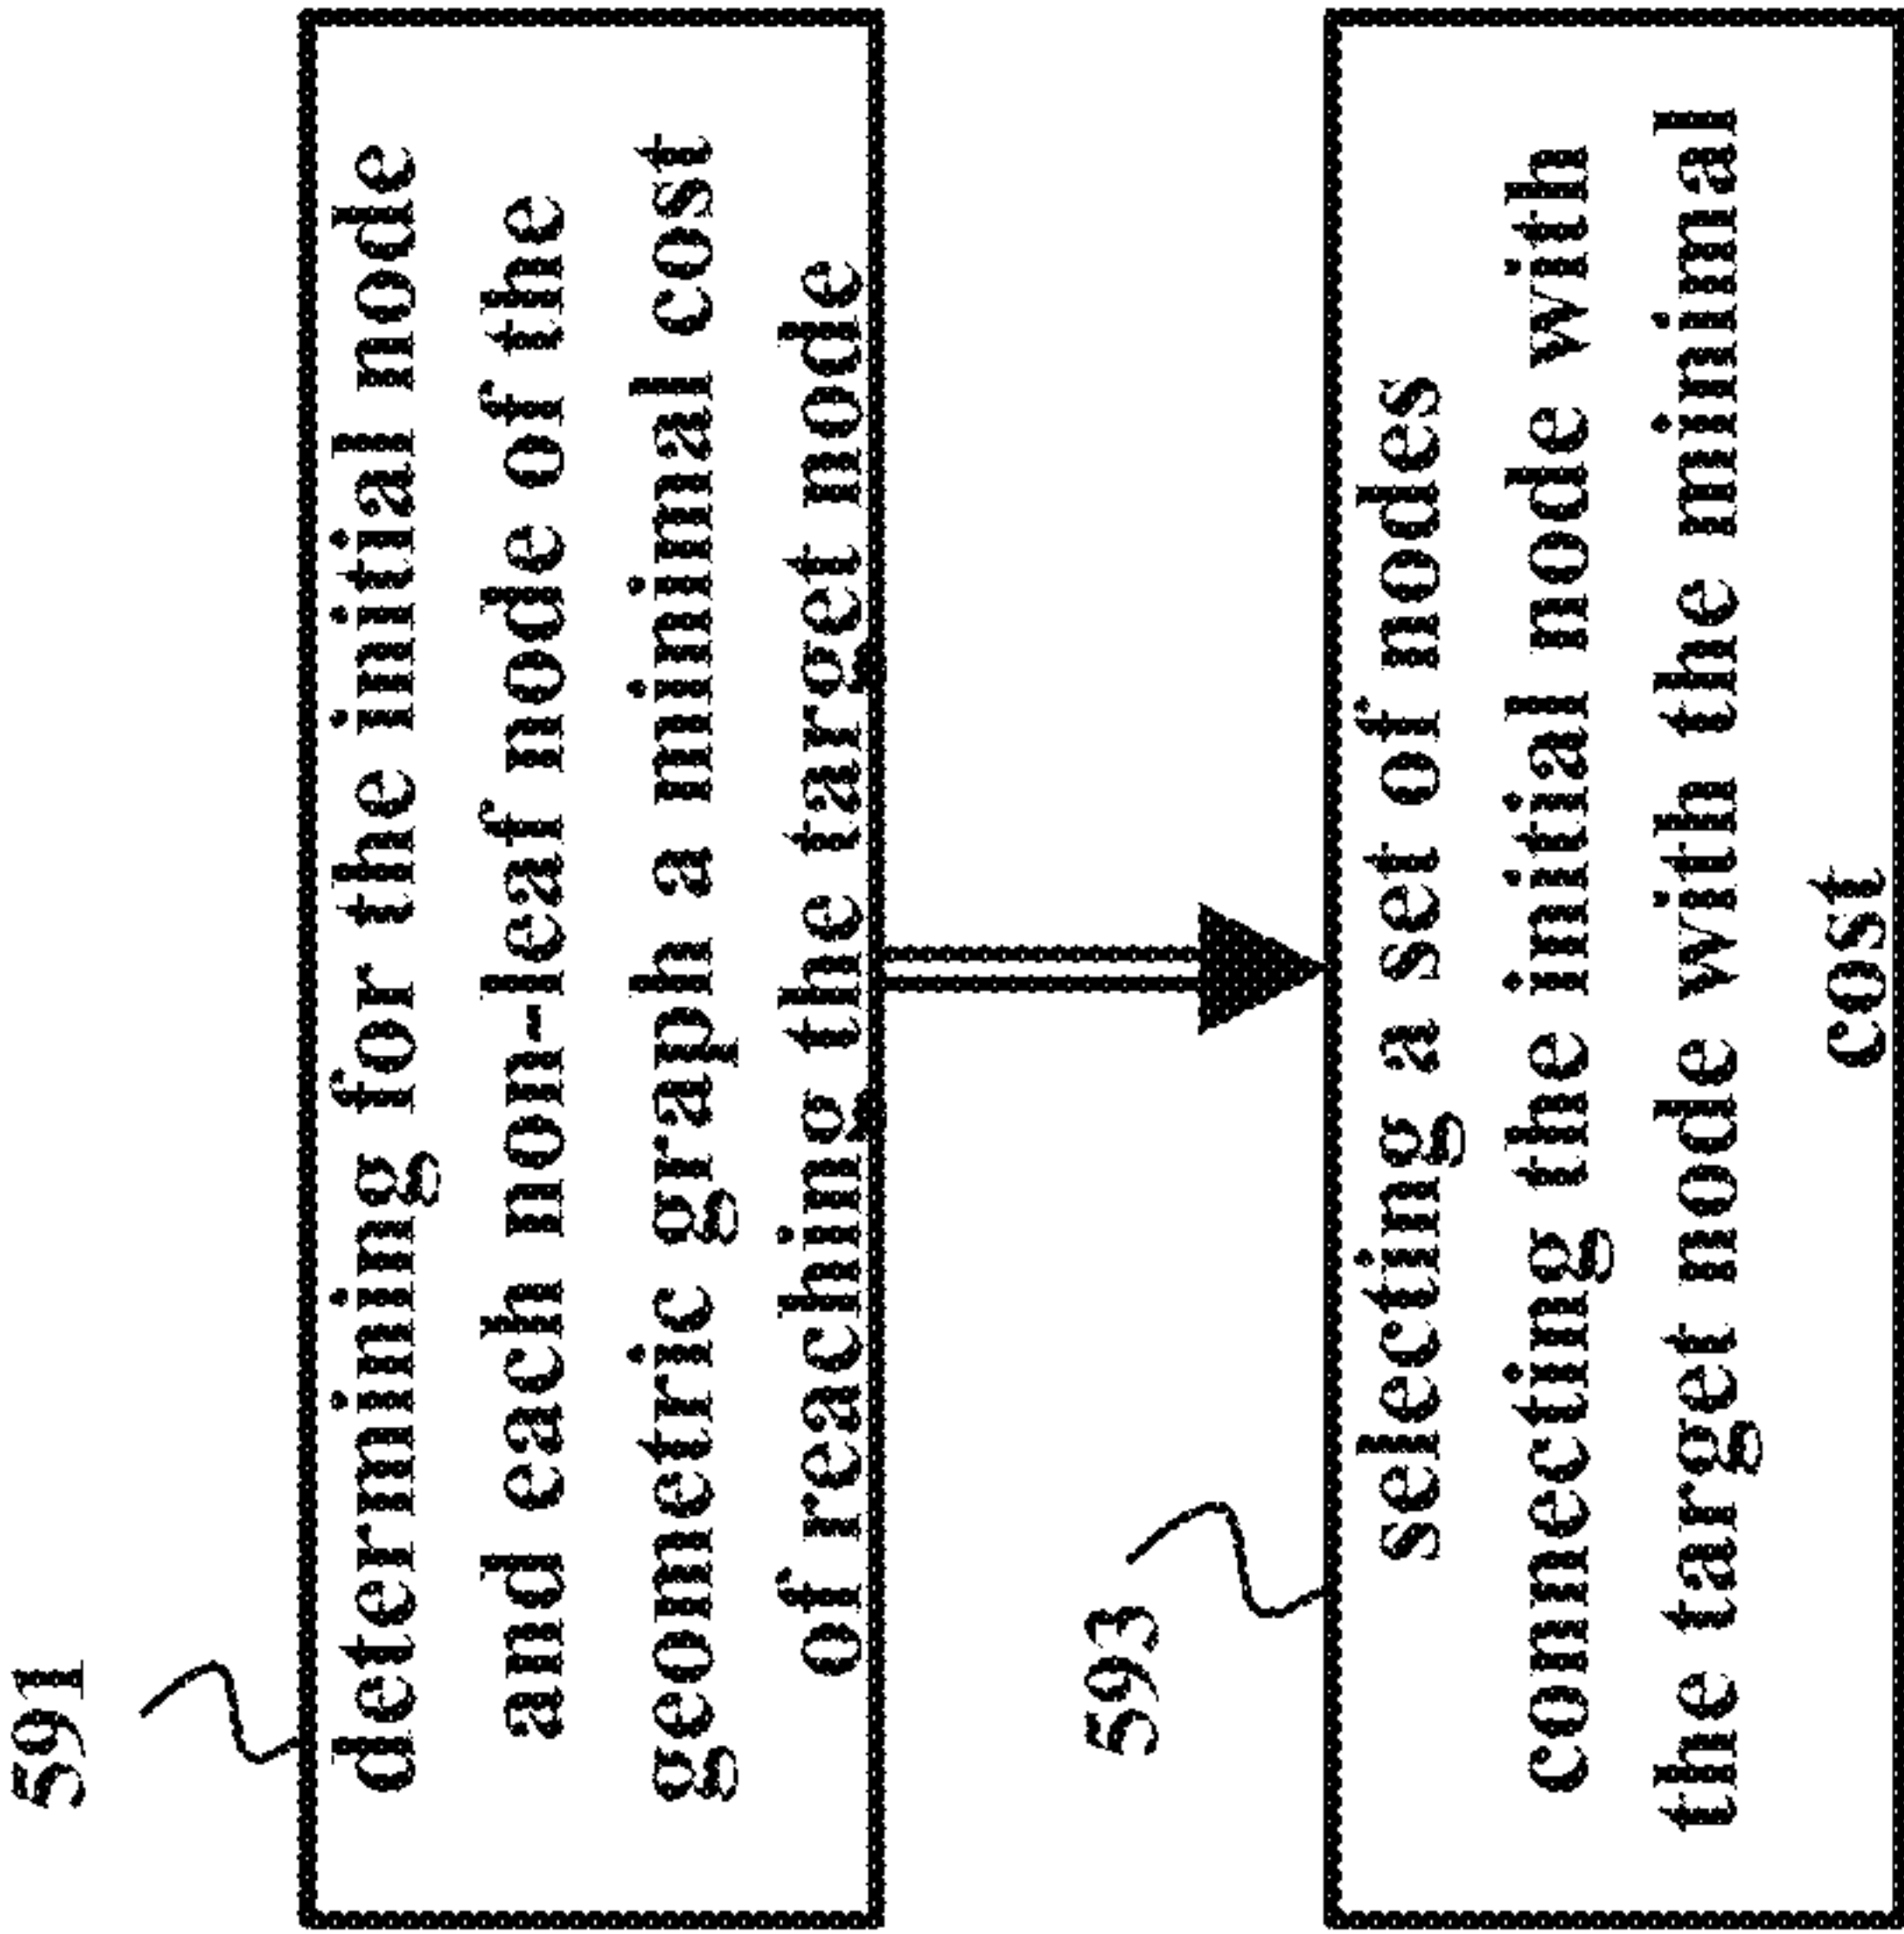 591
determining for the initial node
and each non-leaf node of the
geometric graph a minimal cost
of reaching the target node
593
selecting a set of nodes
connecting the initial node with
the target node with the minimal
cost